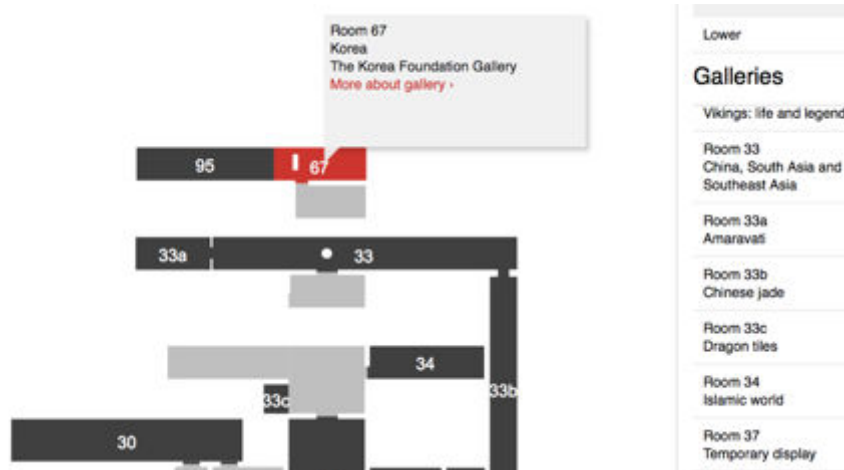 Room 67
Korea
The Korea Foundation Gallery
More about gallery ›
95
67
33a
33
34
33c
33b
30
Lower
Galleries
Vikings: life and legend
Room 33
China, South Asia and
Southeast Asia
Room 33a
Amaravati
Room 33b
Chinese jade
Room 33c
Dragon tiles
Room 34
Islamic world
Room 37
Temporary display